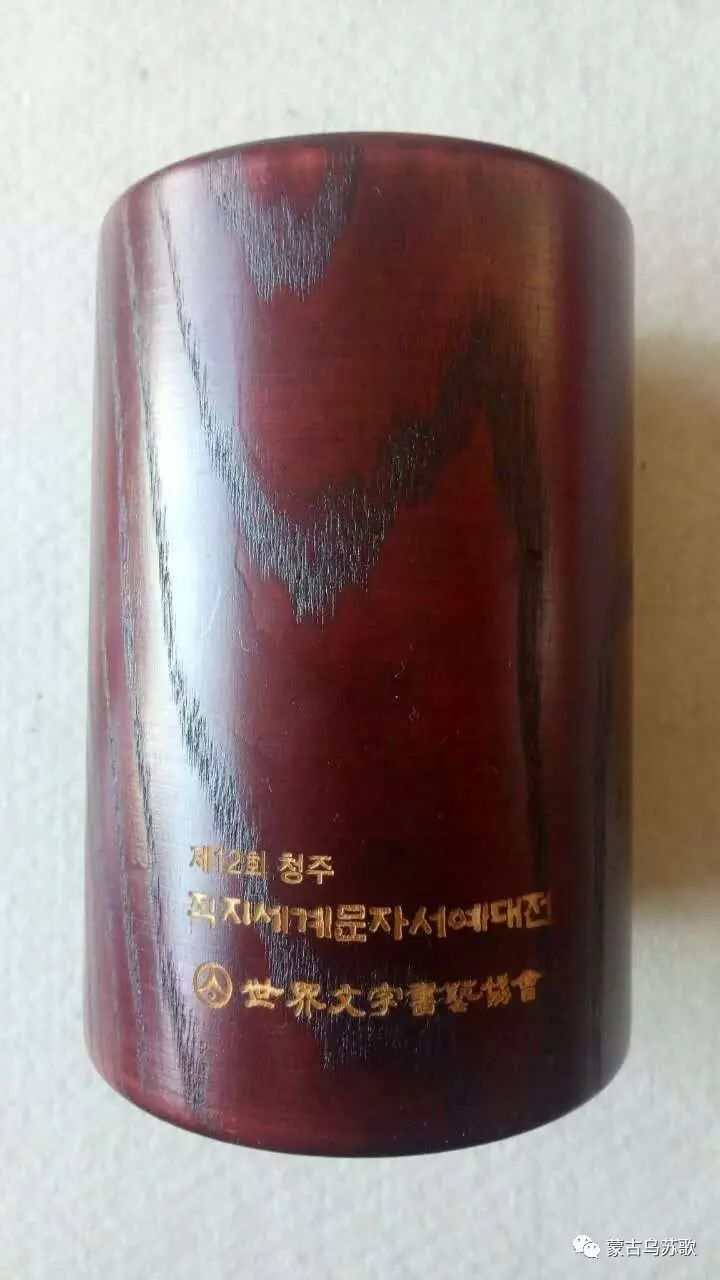 제12회 청주
직지세계문자서예대전
世界文字書藝協會
蒙古乌苏歌